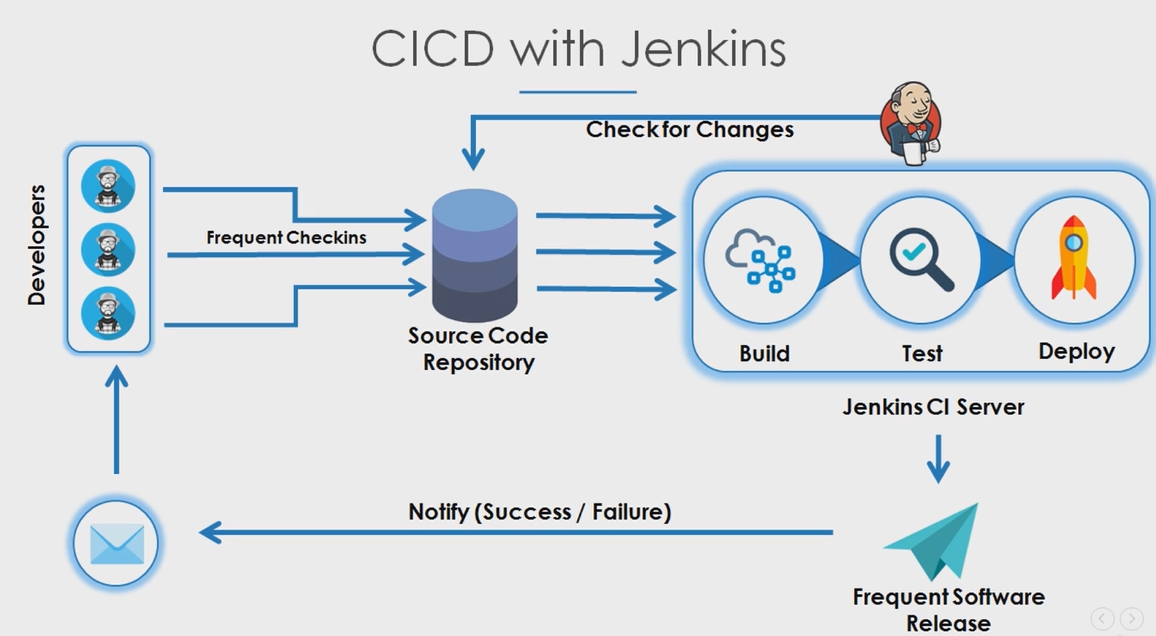 CICD with Jenkins
Check for Changes
Developers
Frequent Checkins
Source Code
Repository
Build
Test
Deploy
Jenkins CI Server
Notify (Success / Failure)
Frequent Software
Release